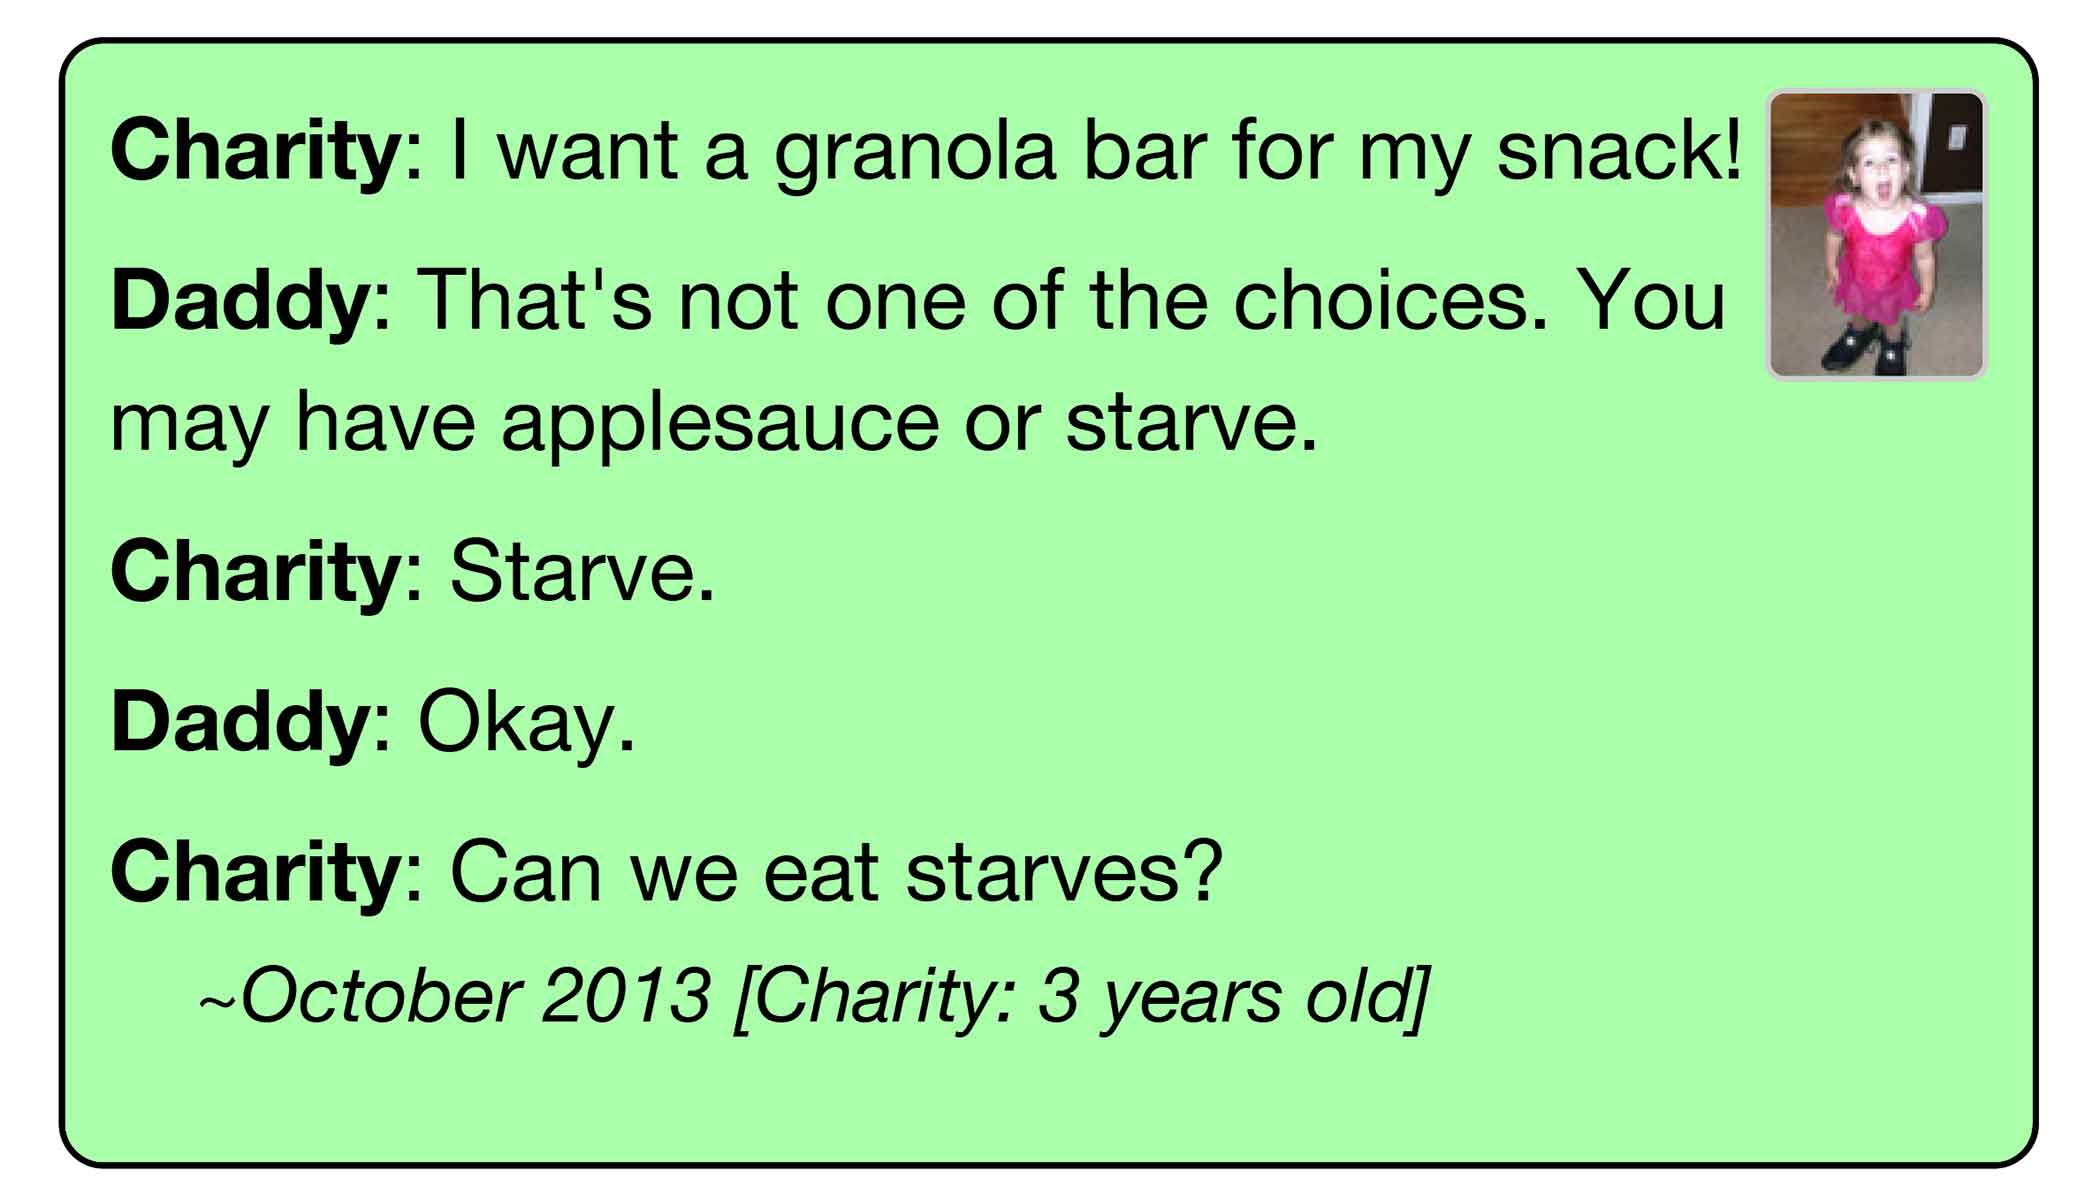 Charity: I want a granola bar for my snack!
Daddy: That's not one of the choices. You
may have applesauce or starve.
Charity: Starve.
Daddy: Okay.
Charity: Can we eat starves?
~October 2013 [Charity: 3 years old]